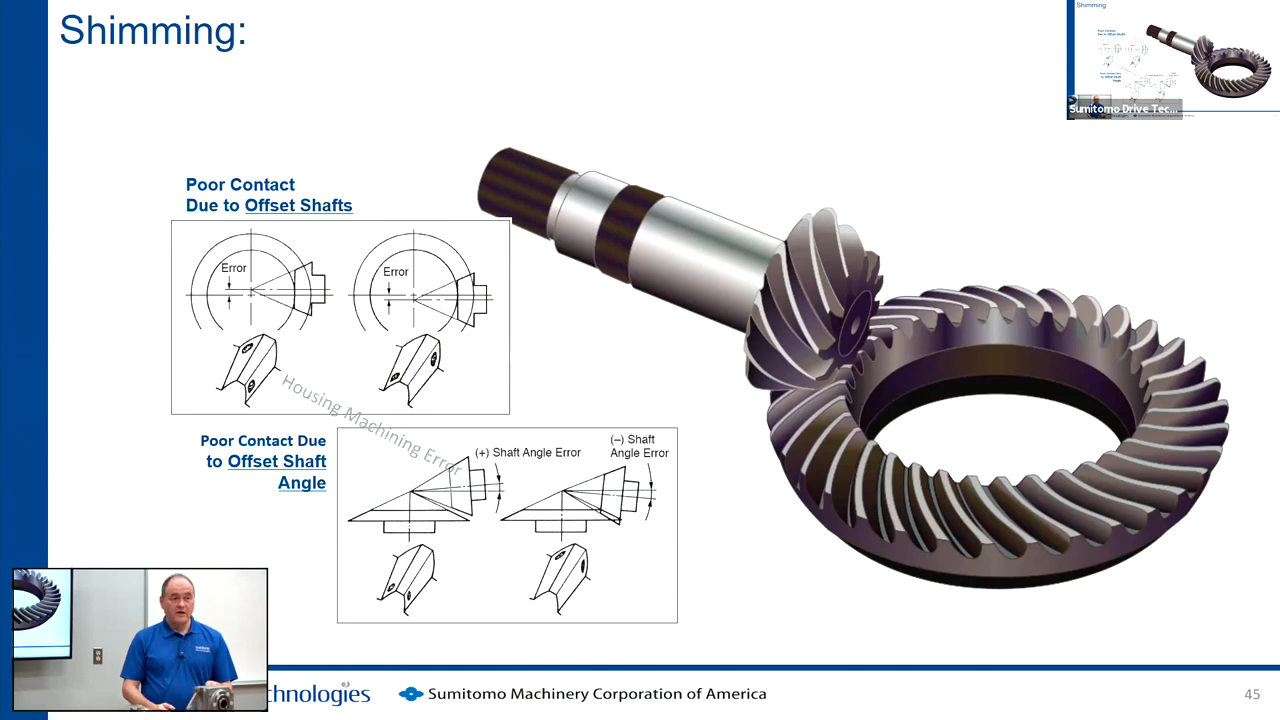 Shimming:
Shimming:
Sumitomo Drive Tec...
Poor Contact
Due to Offset Shafts
Error
Error
Housing Machining Error
Poor Contact Due
to Offset Shaft
Angle
(+) Shaft Angle Error
(–) Shaft
Angle Error
chnologies
Sumitomo Machinery Corporation of America
45